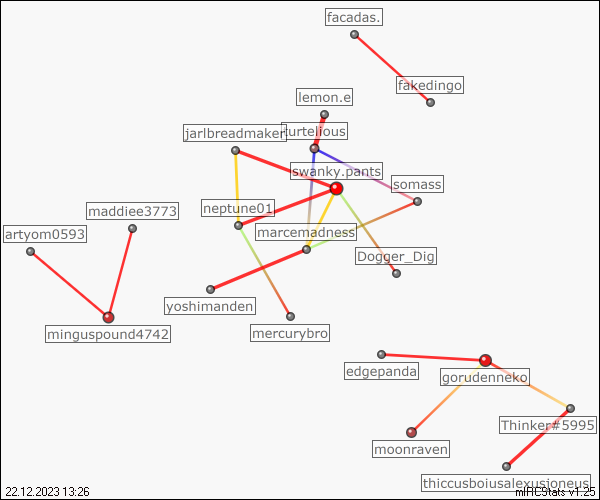 facadas.
fakedingo
lemon.e
jarlbreadmaker
turtelious
swanky.pants
somass
maddiee3773
neptune01
artyom0593
marcemadness
Dogger_Dig
yoshimanden
minguspound4742
mercurybro
edgepanda
gorudenneko
Thinker#5995
moonraven
thiccusboiusalexusioneus
22.12.2023 13:26
mIRCStats v1.25